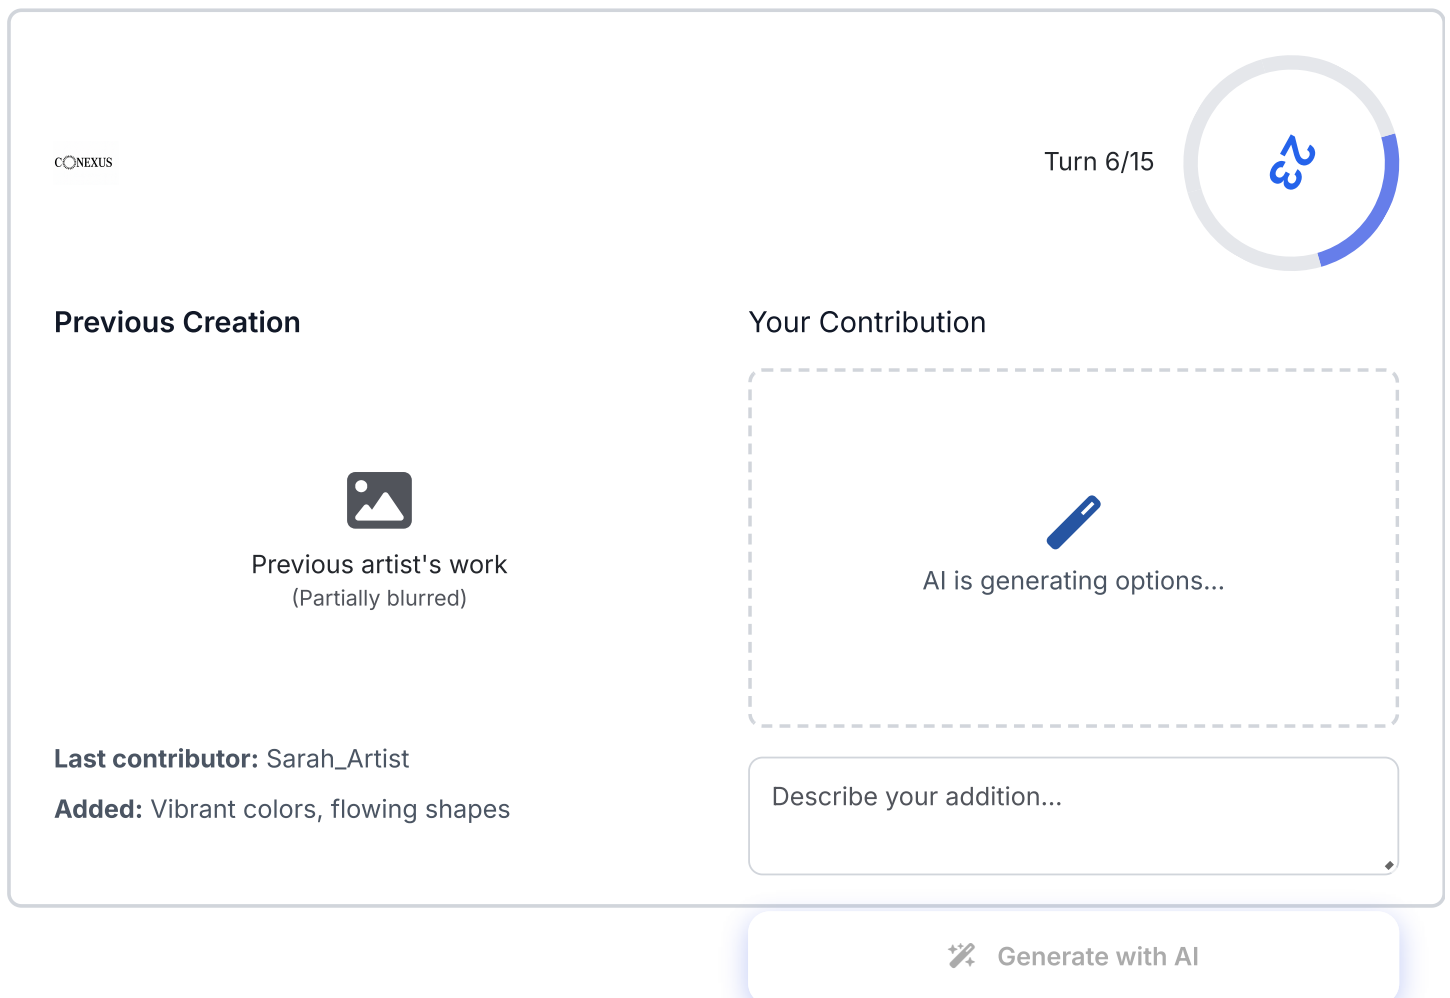 CONEXUS
Turn 6/15
23
Previous Creation
Your Contribution
Previous artist's work
(Partially blurred)
AI is generating options...
Last contributor: Sarah_Artist
Added: Vibrant colors, flowing shapes
Describe your addition...
Generate with AI